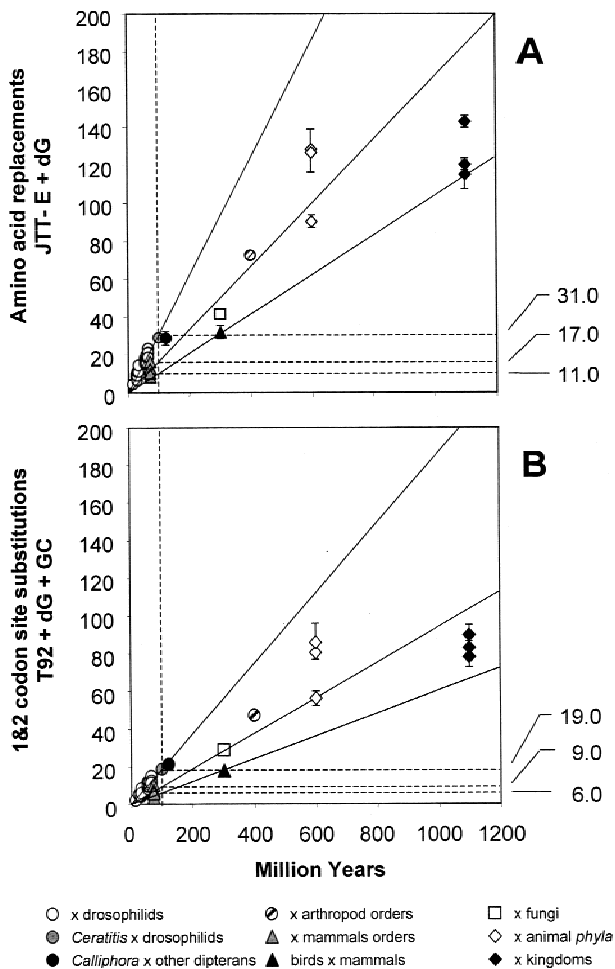 A
Amino acid replacements
JTT- E + dG
200
180
160
140
120
100
80
60
40
20
0
31.0
17.0
11.0
B
1&2 codon site substitutions
T92 + dG + GC
200
180
160
140
120
100
80
60
40
20
0
19.0
9.0
6.0
0 200 400 600 800 1000 1200
Million Years
x drosophilids
Ceratitis x drosophilids
Calliphora x other dipterans
x arthropod orders
x mammals orders
birds x mammals
x fungi
x animal phyla
x kingdoms